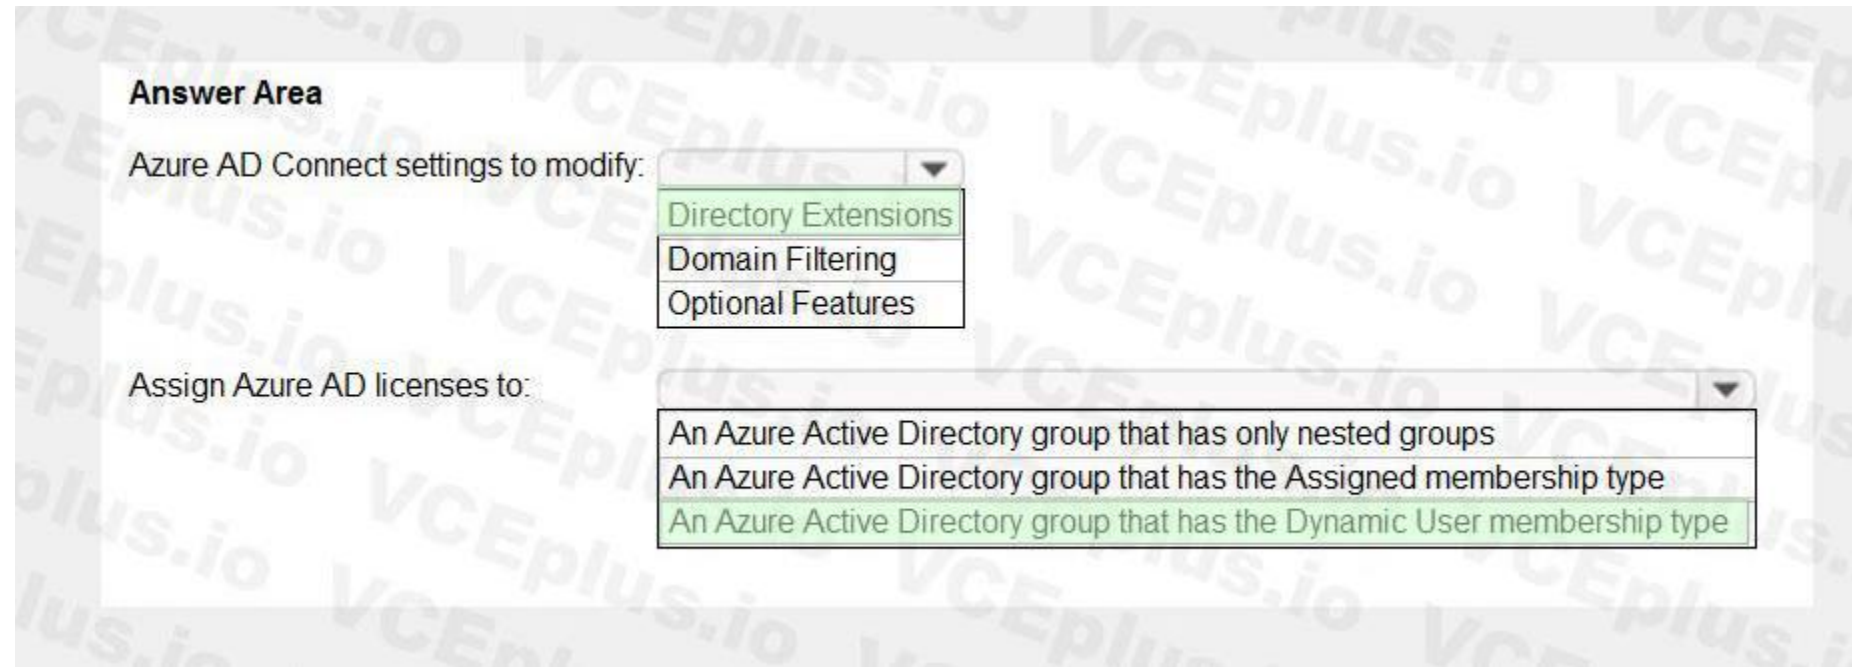 Answer Area
Azure AD Connect settings to modify:
Directory Extensions
Domain Filtering
Optional Features
Assign Azure AD licenses to:
An Azure Active Directory group that has only nested groups
An Azure Active Directory group that has the Assigned membership type
An Azure Active Directory group that has the Dynamic User membership type
VCEplus.io